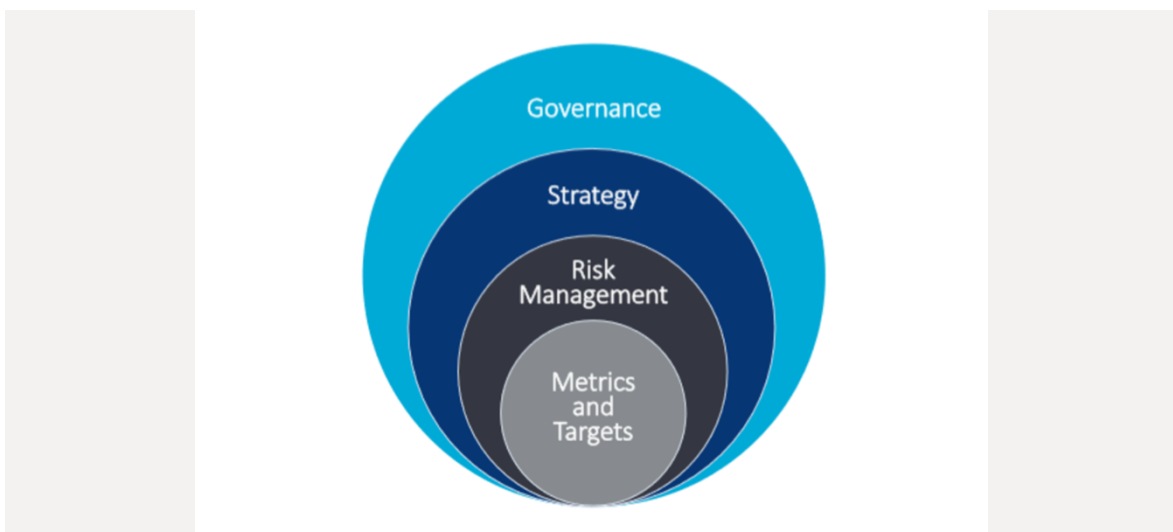 Governance
Strategy
Risk
Management
Metrics
and
Targets